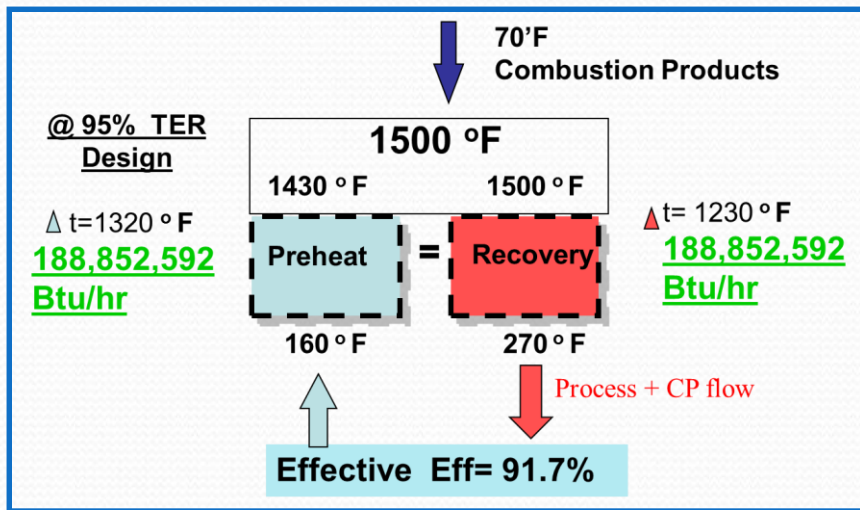 70’F
Combustion Products
@ 95% TER
Design
1500 ºF
1430 º F
1500 º F
t=1320 º F
188,852,592
Btu/hr
Preheat
=
Recovery
t= 1230 º F
188,852,592
Btu/hr
160 º F
270 º F
Process + CP flow
Effective Eff= 91.7%